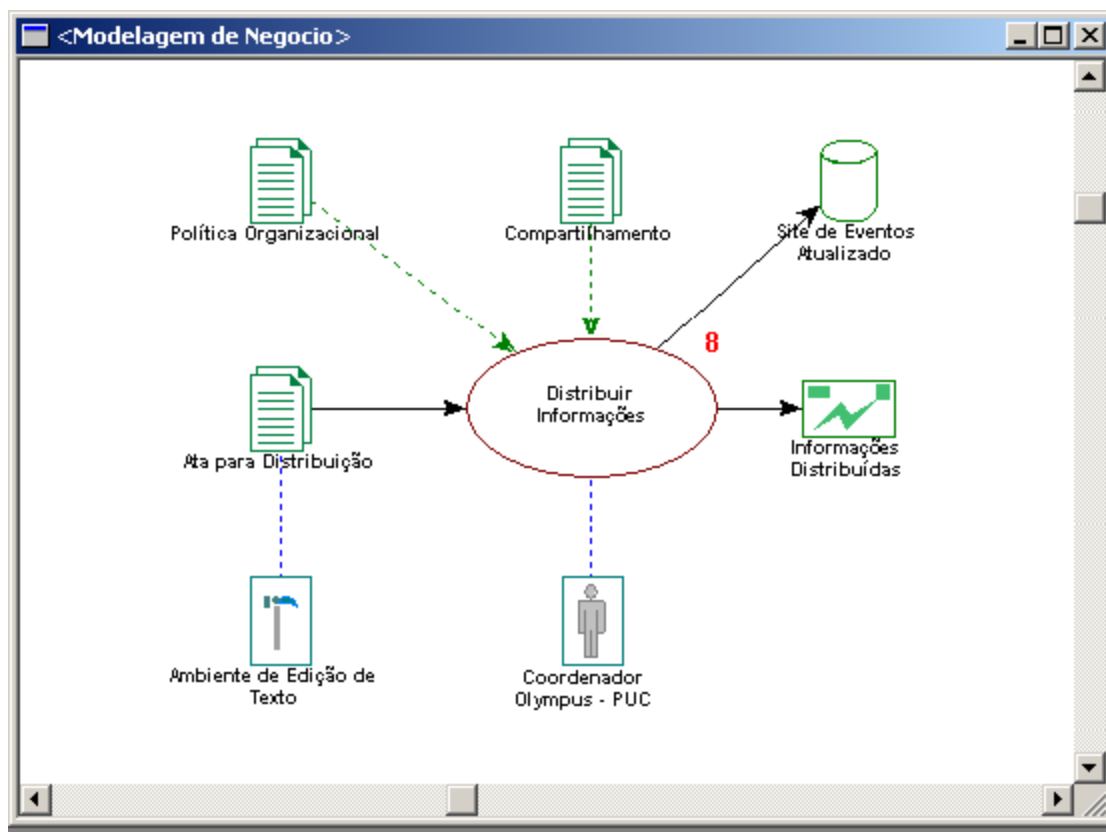 <Modelagem de Negocio>
Política Organizacional
Compartilhamento
Site de Eventos
Atualizado
8
Distribuir
Informações
Ata para Distribuição
Informações
Distribuídas
Ambiente de Edição de
Texto
Coordenador
Olympus - PUC